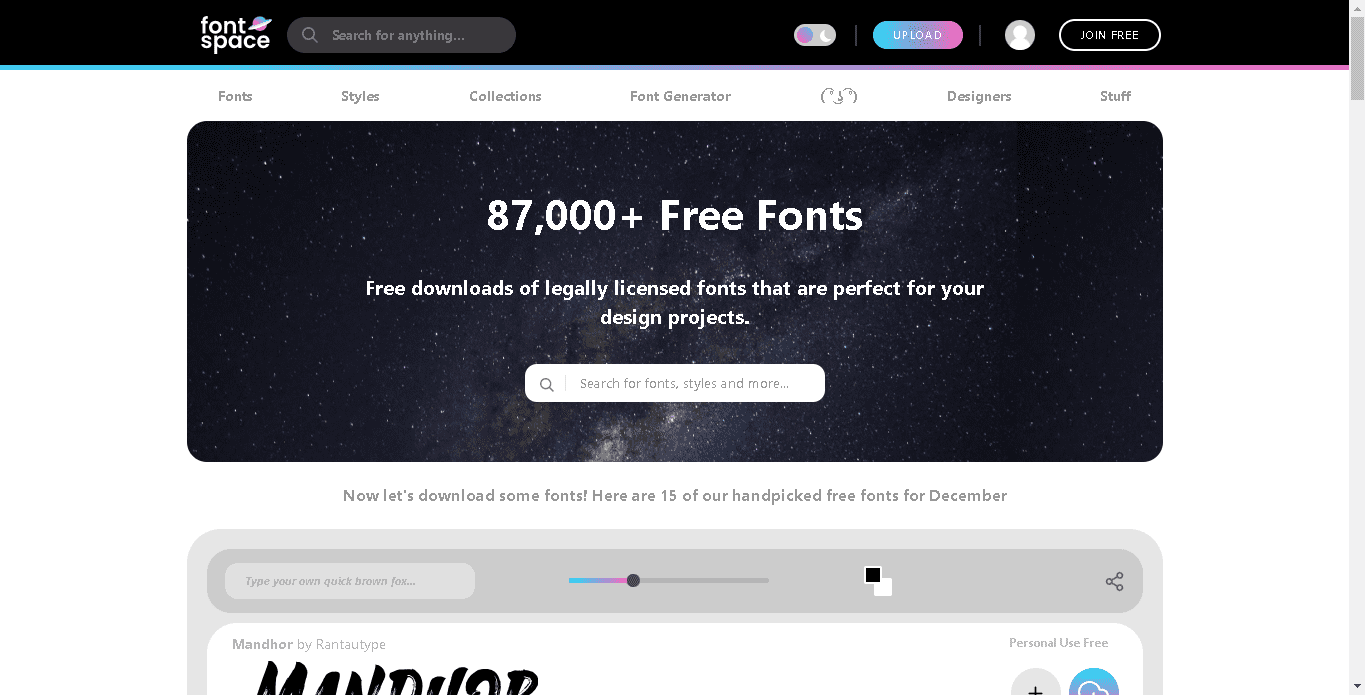 font
space
Search for anything...
UPLOAD
JOIN FREE
Fonts
Styles
Collections
Font Generator
( ͡° ͜ʖ ͡°)
Designers
Stuff
87,000+ Free Fonts
Free downloads of legally licensed fonts that are perfect for your
design projects.
Search for fonts, styles and more...
Now let's download some fonts! Here are 15 of our handpicked free fonts for December
Type your own quick brown fox...
Mandhor by Rantautype
Personal Use Free
MANDHOR